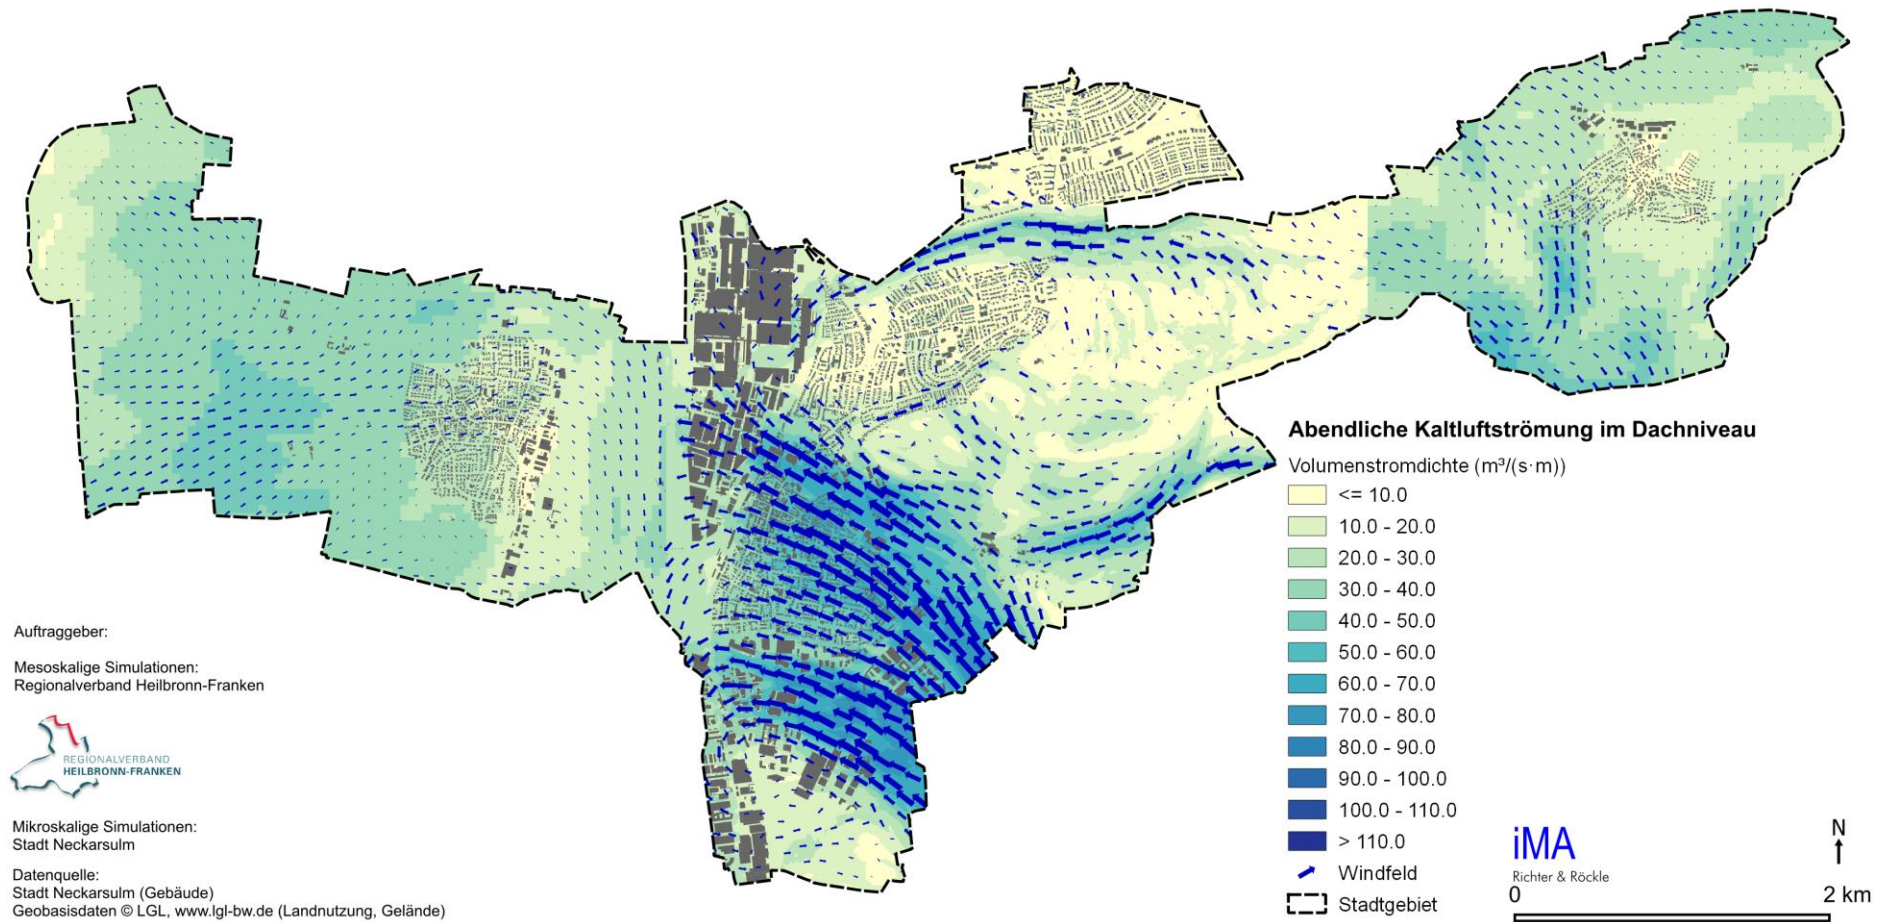 Abendliche Kaltluftströmung im Dachniveau
Volumenstromdichte (m³/(s·m))
<= 10.0
10.0 - 20.0
20.0 - 30.0
30.0 - 40.0
40.0 - 50.0
50.0 - 60.0
60.0 - 70.0
70.0 - 80.0
80.0 - 90.0
90.0 - 100.0
100.0 - 110.0
> 110.0
Windfeld
Stadtgebiet
Auftraggeber:
Mesoskalige Simulationen:
Regionalverband Heilbronn-Franken
REGIONALVERBAND
HEILBRONN-FRANKEN
Mikroskalige Simulationen:
Stadt Neckarsulm
Datenquelle:
Stadt Neckarsulm (Gebäude)
Geobasisdaten © LGL, www.lgl-bw.de (Landnutzung, Gelände)
iMA
Richter & Röckle
N
0
2 km